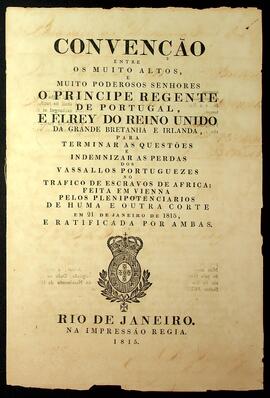 CONVENÇÃO
ENTRE
OS MUITO ALTOS,
E
MUITO PODEROSOS SENHORES
O PRINCIPE REGENTE
DE PORTUGAL,
E ELREY DO REINO UNIDO
DA GRANDE BRETANHA E IRLANDA,
PARA
TERMINAR AS QUESTÕES
E
INDEMNIZAR AS PERDAS
DOS
VASSALLOS PORTUGUEZES
NO
TRAFICO DE ESCRAVOS DE AFRICA;
FEITA EM VIENNA
PELOS PLENIPOTENCIARIOS
DE HUMA E OUTRA CORTE
EM 21 DE JANEIRO DE 1815,
E RATIFICADA POR AMBAS.
RIO DE JANEIRO.
NA IMPRESSÃO REGIA.
1815.